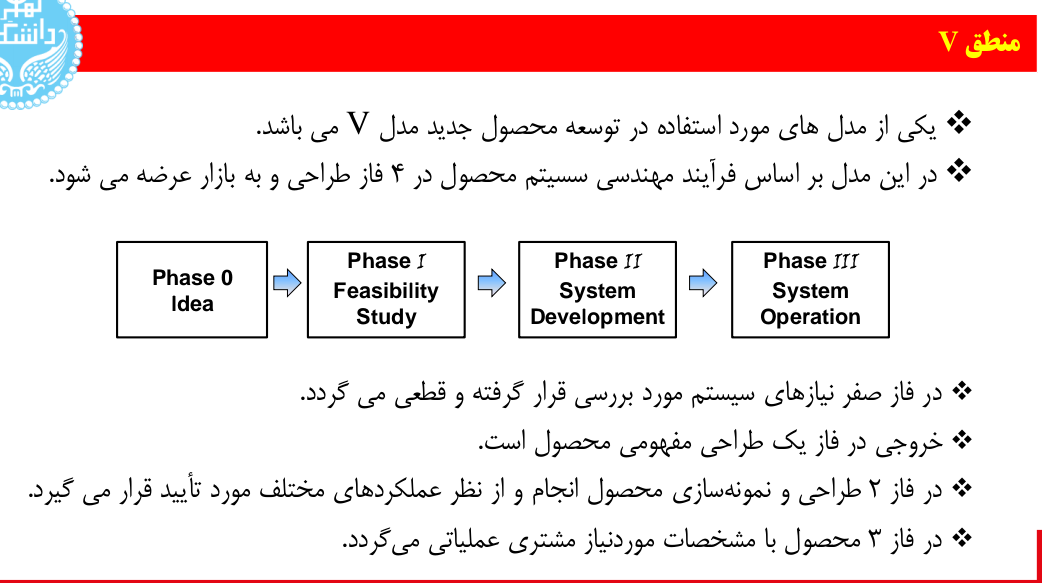 منطق V
❖ یکی از مدل های مورد استفاده در توسعه محصول جدید مدل V می باشد.
❖ در این مدل بر اساس فرآیند مهندسی سسیتم محصول در ۴ فاز طراحی و به بازار عرضه می شود.
Phase 0
Idea
Phase I
Feasibility
Study
Phase II
System
Development
Phase III
System
Operation
❖ در فاز صفر نیازهای سیستم مورد بررسی قرار گرفته و قطعی می گردد.
❖ خروجی در فاز یک طراحی مفهومی محصول است.
❖ در فاز ۲ طراحی و نمونه‌سازی محصول انجام و از نظر عملکردهای مختلف مورد تأیید قرار می گیرد.
❖ در فاز ۳ محصول با مشخصات موردنیاز مشتری عملیاتی می‌گردد.